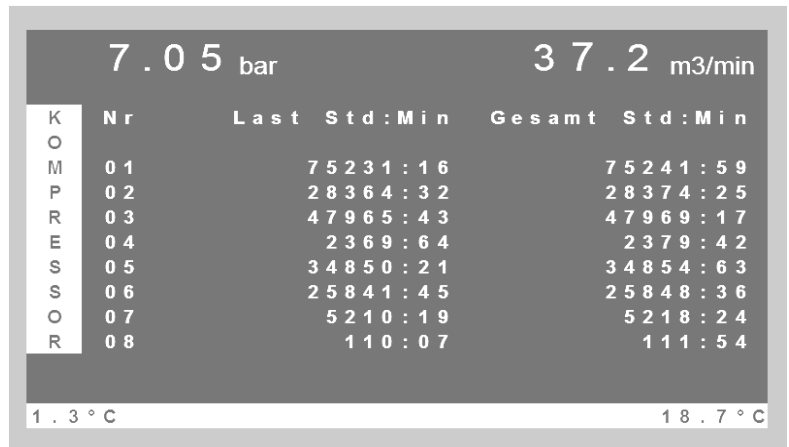 7.05 bar 37.2 m3/min
KOMPRESSOR
Nr Last Std:Min Gesamt Std:Min
01 75231:16 75241:59
02 28364:32 28374:25
03 47965:43 47969:17
04 2369:64 2379:42
05 34850:21 34854:63
06 25841:45 25848:36
07 5210:19 5218:24
08 110:07 111:54
1.3°C 18.7°C